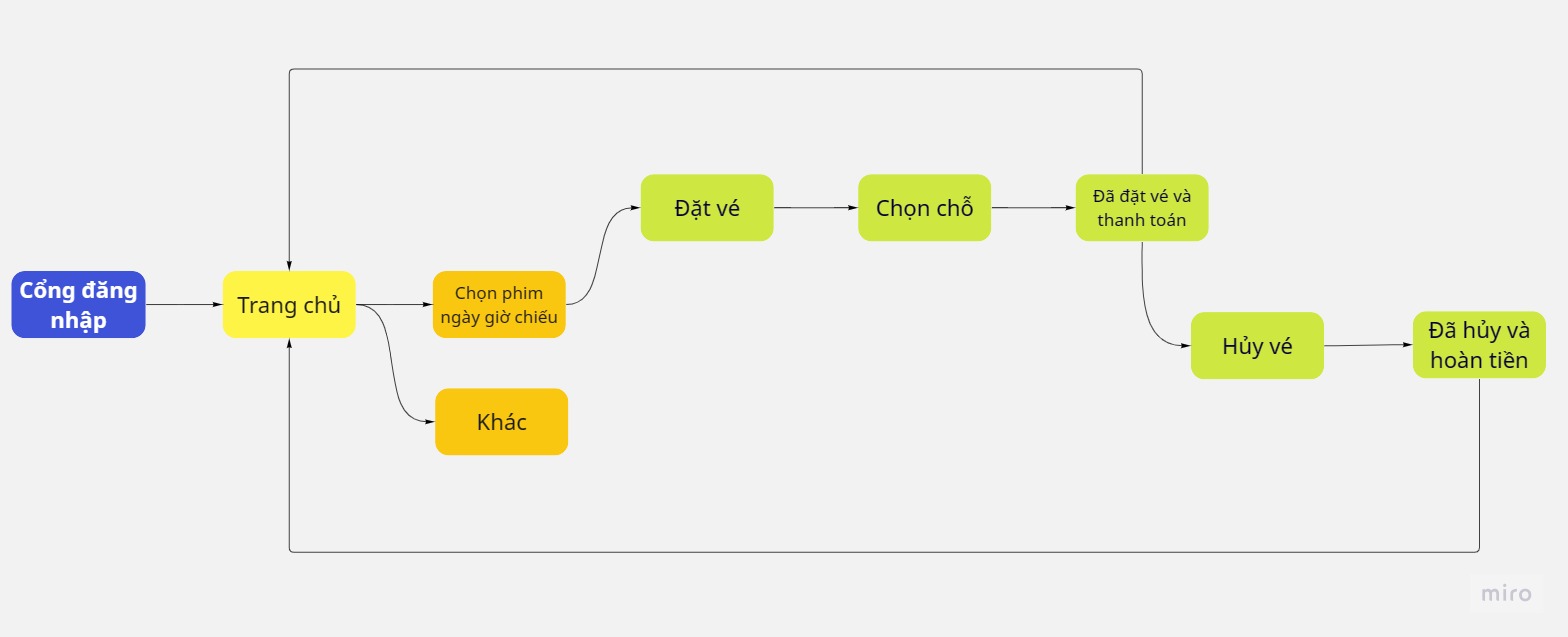 Cổng đăng
nhập
Trang chủ
Chọn phim
ngày giờ chiếu
Khác
Đặt vé
Chọn chỗ
Đã đặt vé và
thanh toán
Hủy vé
Đã hủy và
hoàn tiền
miro